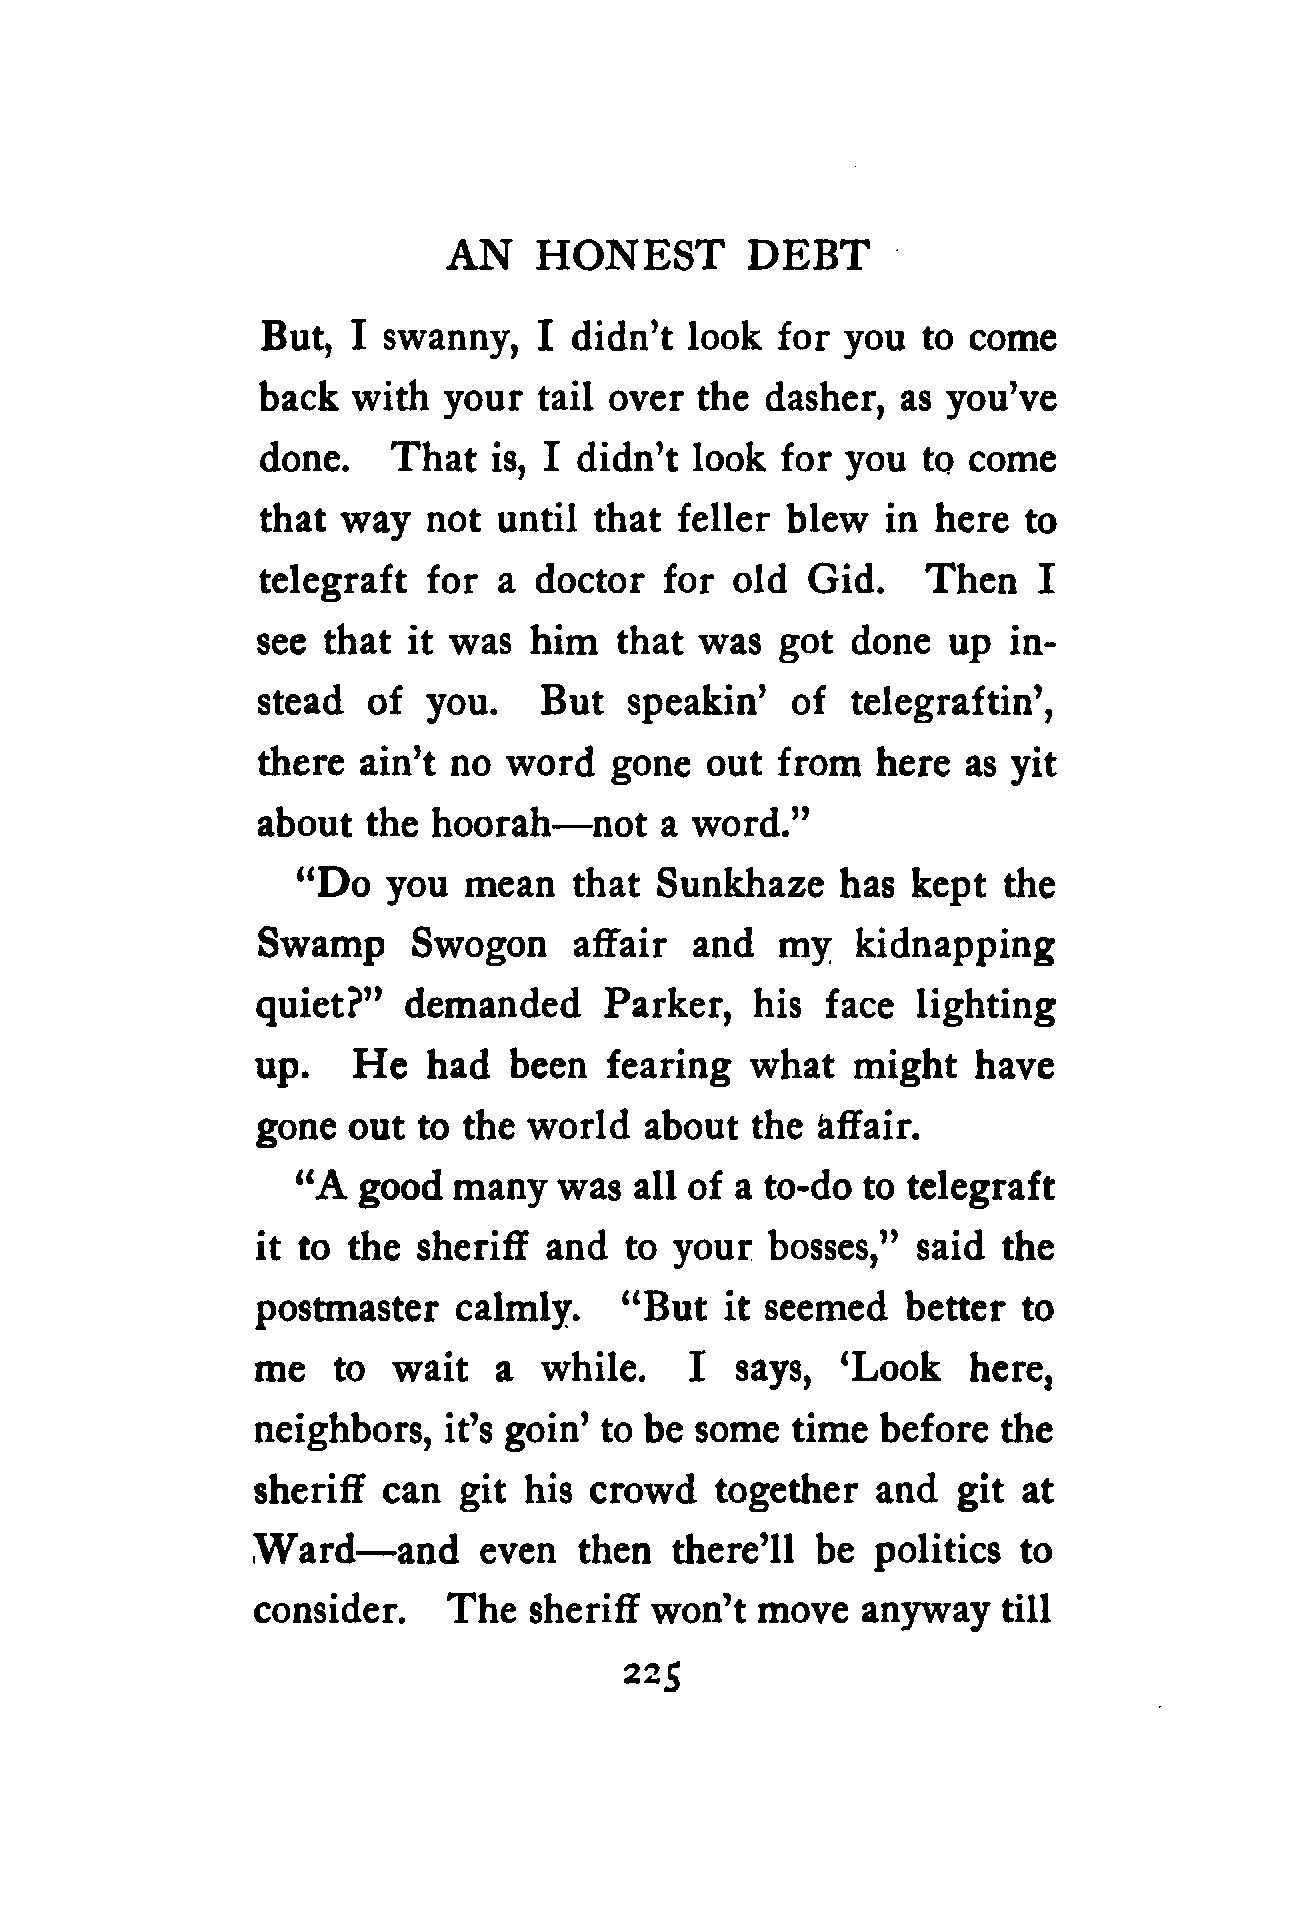 AN HONEST DEBT
But, I swanny, I didn’t look for you to come
back with your tail over the dasher, as you’ve
done. That is, I didn’t look for you to come
that way not until that feller blew in here to
telegraft for a doctor for old Gid. Then I
see that it was him that was got done up in-
stead of you. But speakin’ of telegraftin’,
there ain’t no word gone out from here as yit
about the hoorah—not a word.”
“Do you mean that Sunkhaze has kept the
Swamp Swogon affair and my kidnapping
quiet?” demanded Parker, his face lighting
up. He had been fearing what might have
gone out to the world about the affair.
“A good many was all of a to-do to telegraft
it to the sheriff and to your bosses,” said the
postmaster calmly. “But it seemed better to
me to wait a while. I says, ‘Look here,
neighbors, it’s goin’ to be some time before the
sheriff can git his crowd together and git at
Ward—and even then there’ll be politics to
consider. The sheriff won’t move anyway till
225